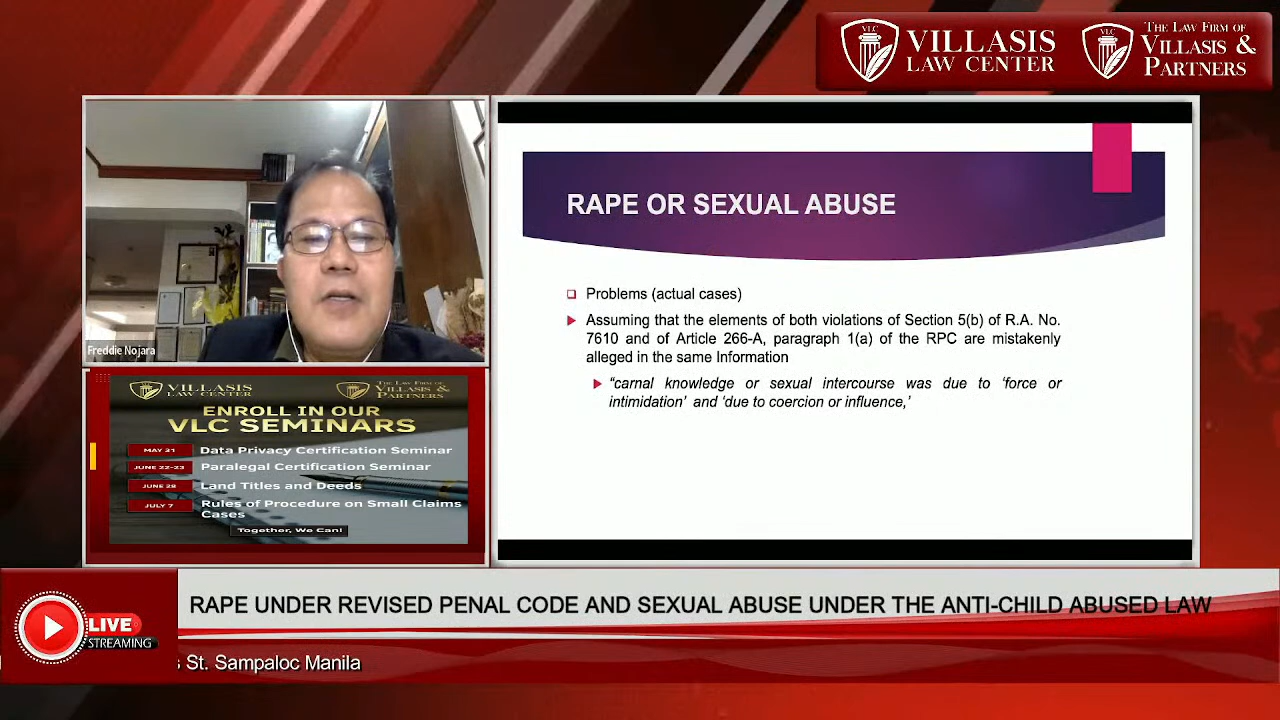 VLC
VILLASIS
LAW CENTER
VLC
THE LAW FIRM OF
VILLASIS &
PARTNERS
Freddie Nojara
RAPE OR SEXUAL ABUSE
Problems (actual cases)
Assuming that the elements of both violations of Section 5(b) of R.A. No.
7610 and of Article 266-A, paragraph 1(a) of the RPC are mistakenly
alleged in the same Information
“carnal knowledge or sexual intercourse was due to ‘force or
intimidation’ and ‘due to coercion or influence,’
VILLASIS
LAW CENTER
THE LAW FIRM OF
VILLASIS &
PARTNERS
ENROLL IN OUR
VLC SEMINARS
MAY 21 Data Privacy Certification Seminar
JUNE 22-23 Paralegal Certification Seminar
JUNE 28 Land Titles and Deeds
JULY 7 Rules of Procedure on Small Claims
Cases
Together, We Can!
LIVE
STREAMING
RAPE UNDER REVISED PENAL CODE AND SEXUAL ABUSE UNDER THE ANTI-CHILD ABUSED LAW
s St. Sampaloc Manila